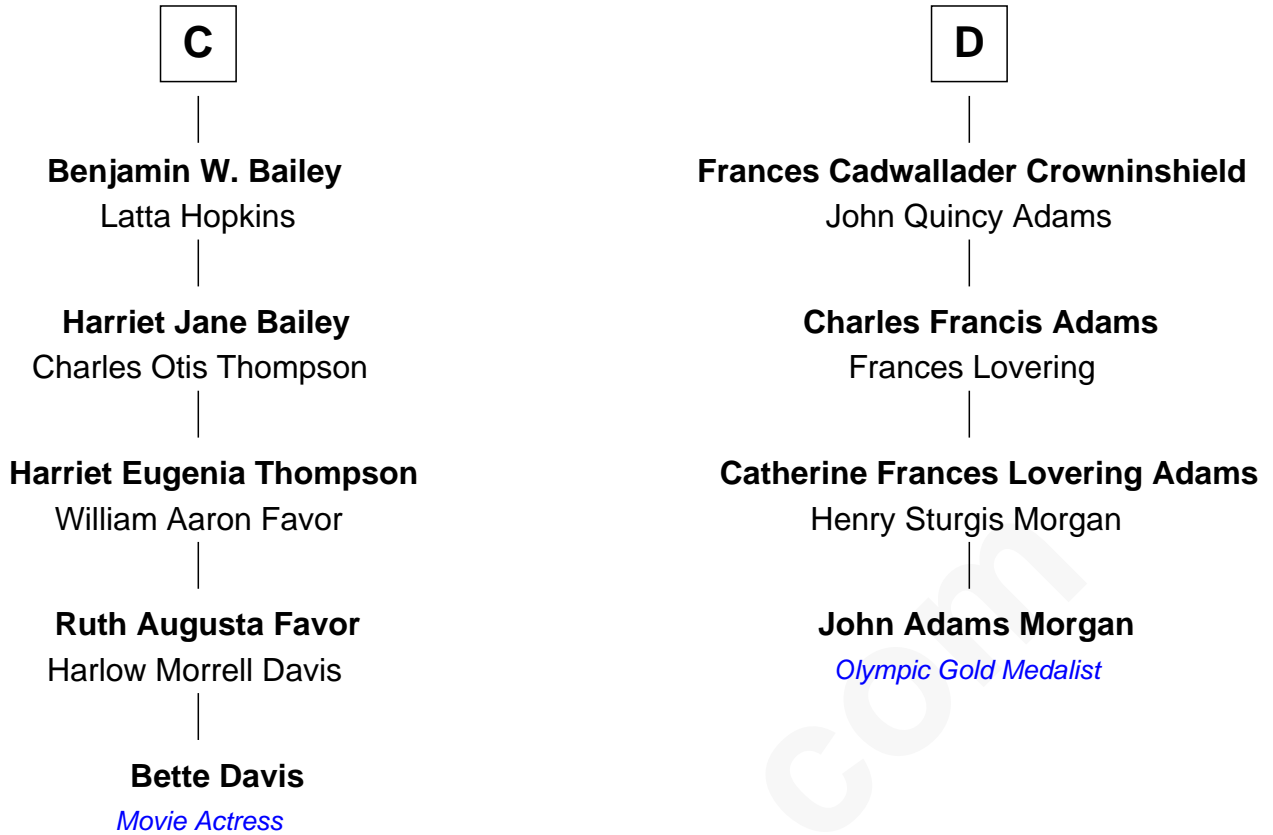 C
Benjamin W. Bailey
Latta Hopkins
Harriet Jane Bailey
Charles Otis Thompson
Harriet Eugenia Thompson
William Aaron Favor
Ruth Augusta Favor
Harlow Morrell Davis
Bette Davis
Movie Actress
D
Frances Cadwallader Crowninshield
John Quincy Adams
Charles Francis Adams
Frances Lovering
Catherine Frances Lovering Adams
Henry Sturgis Morgan
John Adams Morgan
Olympic Gold Medalist
com